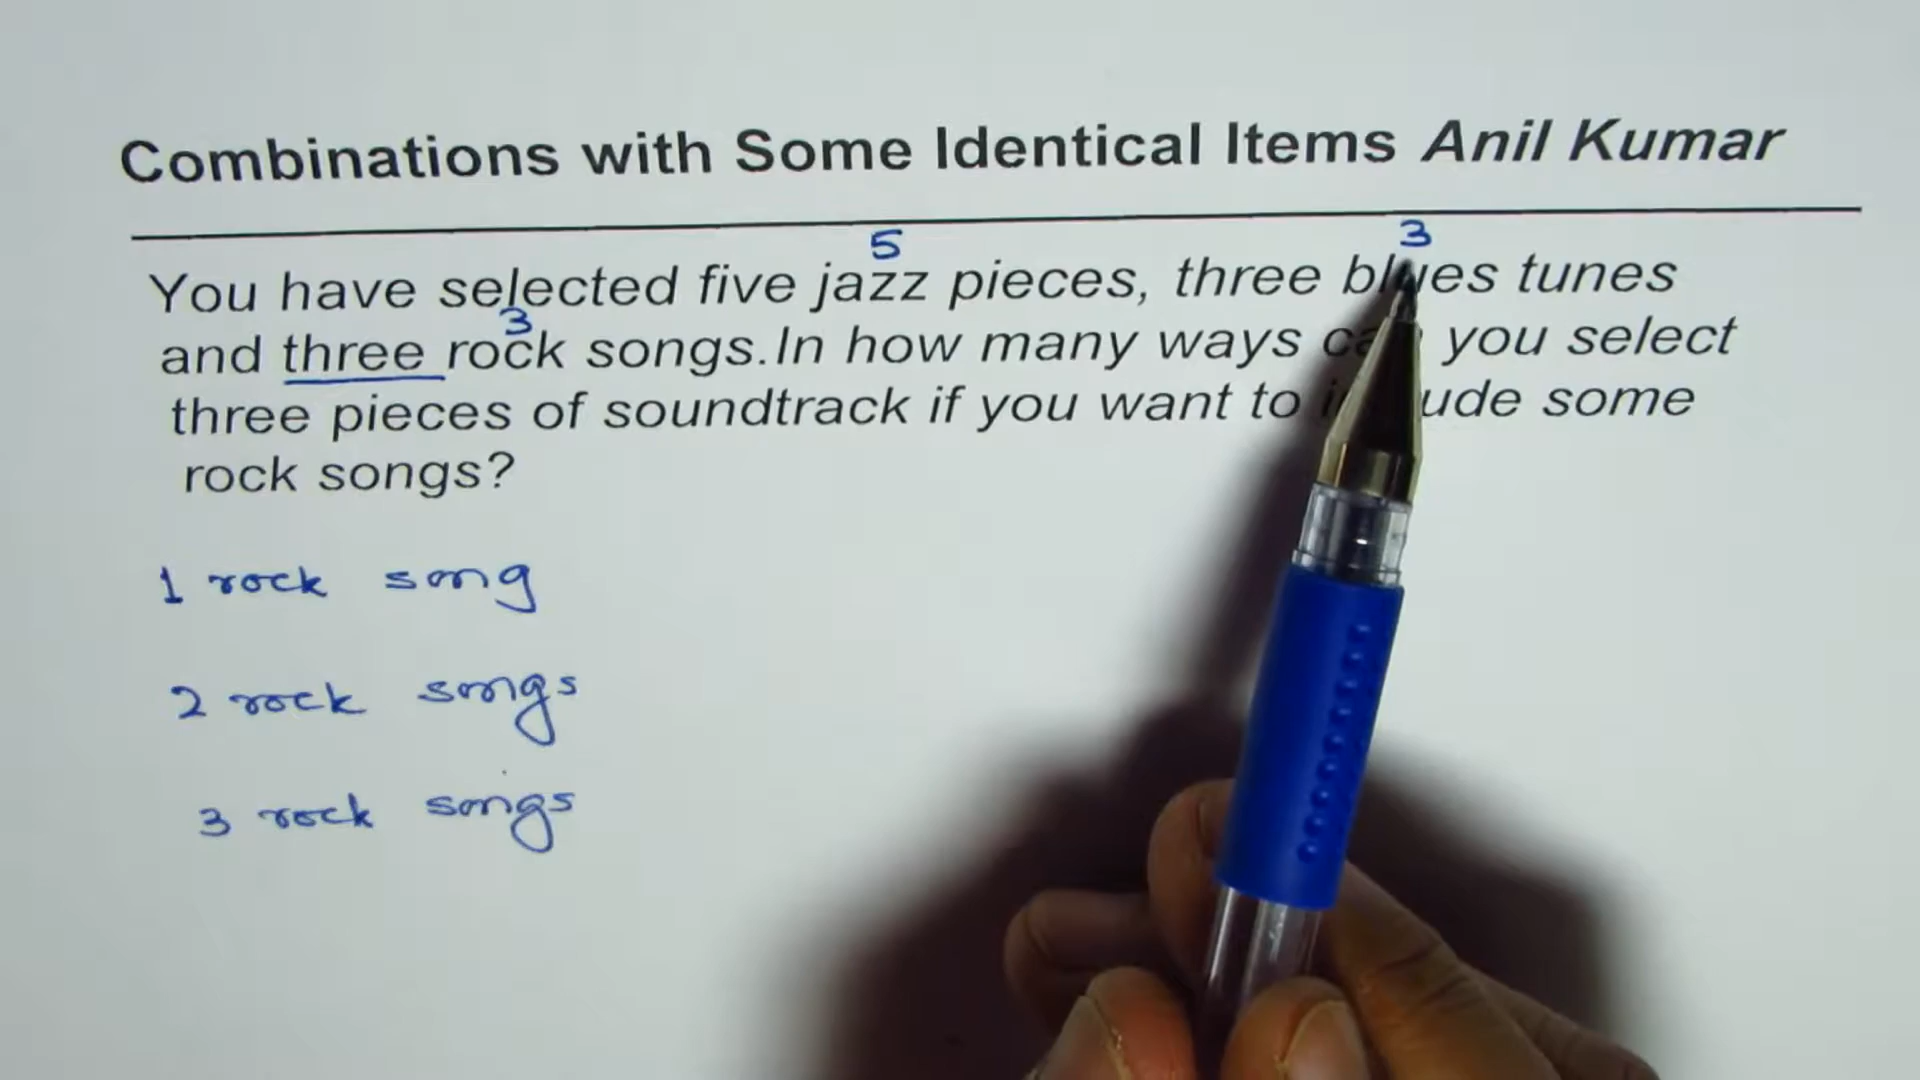 Combinations with Some Identical Items Anil Kumar
5 3
You have selected five jazz pieces, three blues tunes
3
and three rock songs.In how many ways you select
three pieces of soundtrack if you want to some
rock songs?
1 rock song
2 rock songs
3 rock songs